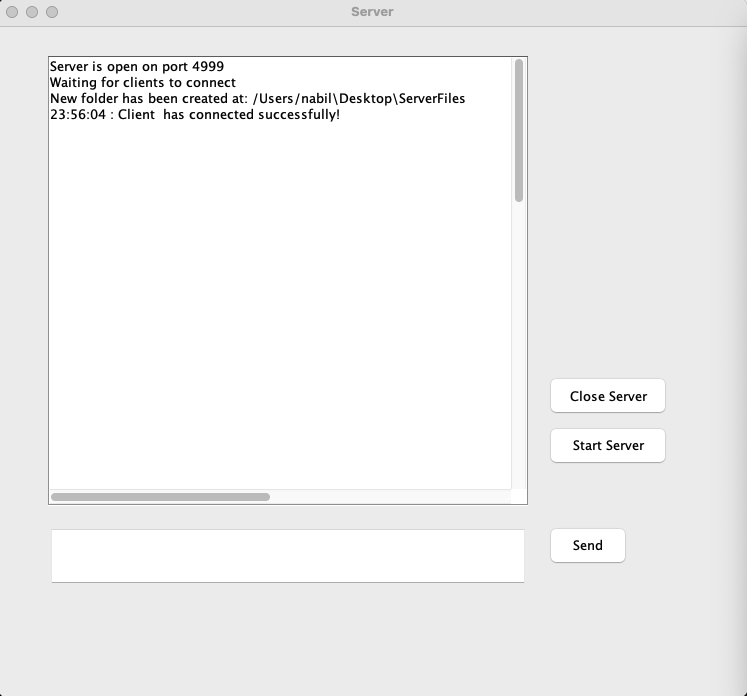 Server
Server is open on port 4999
Waiting for clients to connect
New folder has been created at: /Users/nabil\Desktop\ServerFiles
23:56:04 : Client  has connected successfully!
Close Server
Start Server
Send